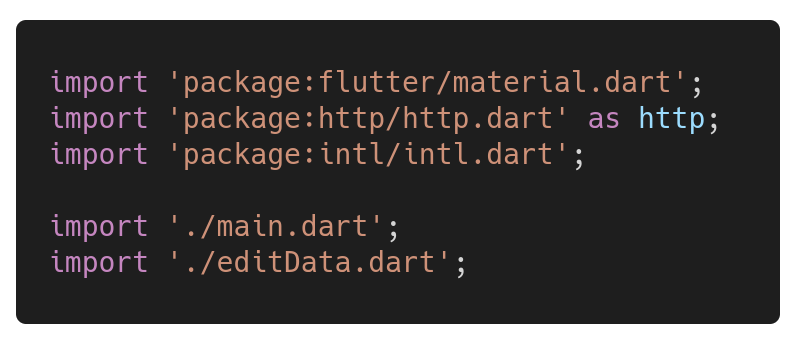 import 'package:flutter/material.dart';
import 'package:http/http.dart' as http;
import 'package:intl/intl.dart';
import './main.dart';
import './editData.dart';